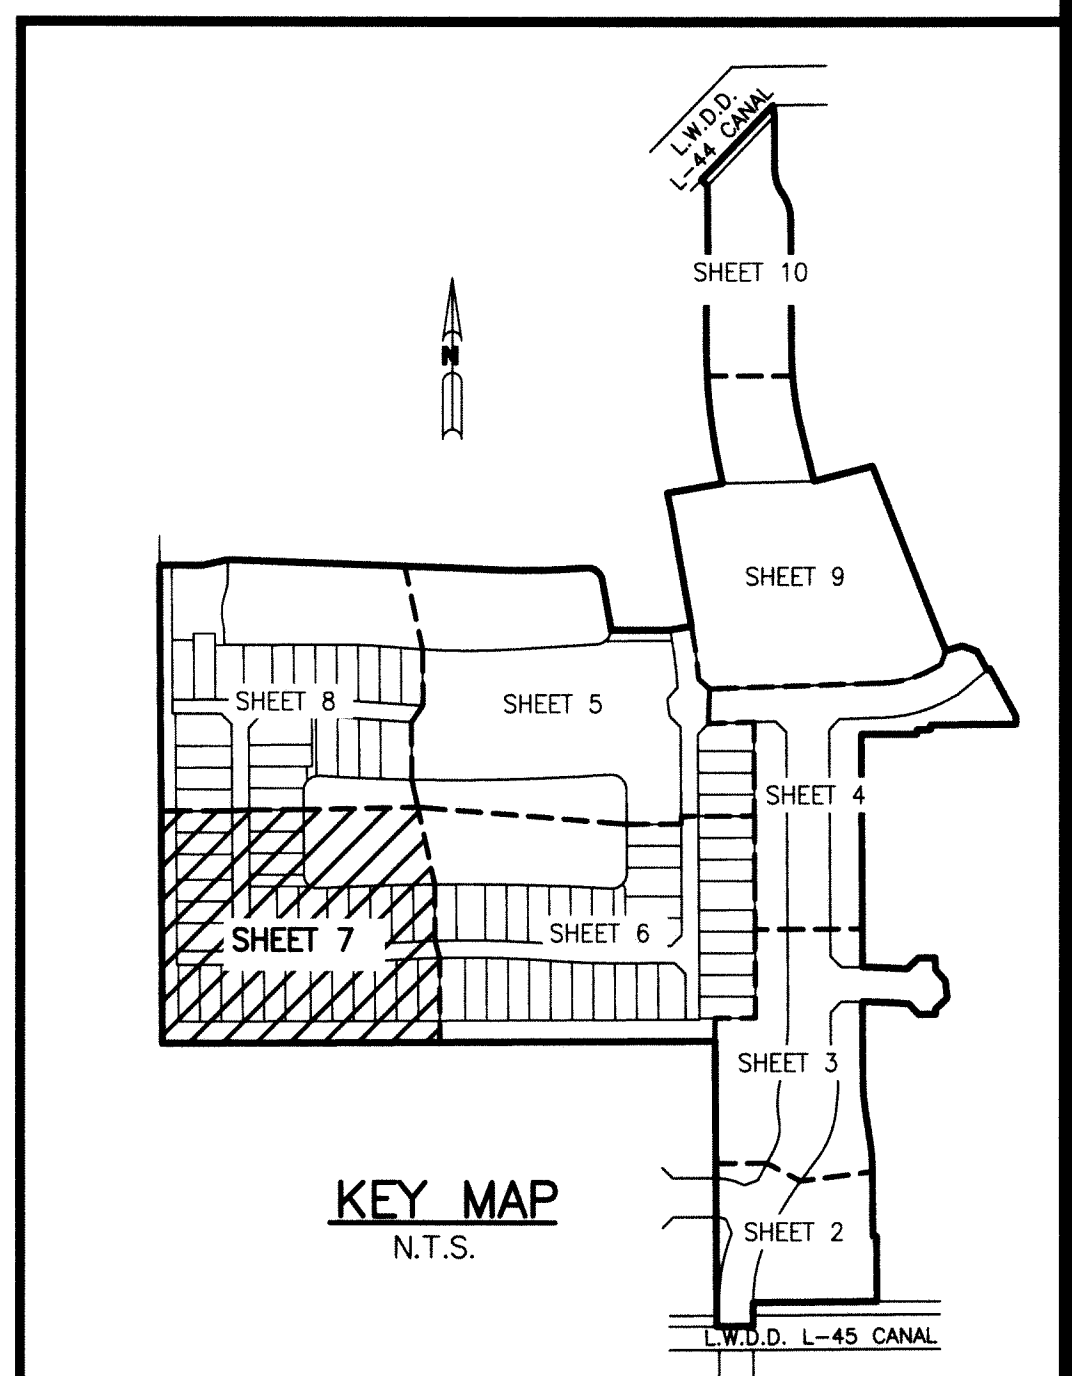 L.W.D.D.
L-44 CANAL
SHEET 10
N
SHEET 9
SHEET 8
SHEET 5
SHEET 4
SHEET 7
SHEET 6
SHEET 3
KEY MAP
N.T.S.
SHEET 2
L.W.D.D. L-45 CANAL